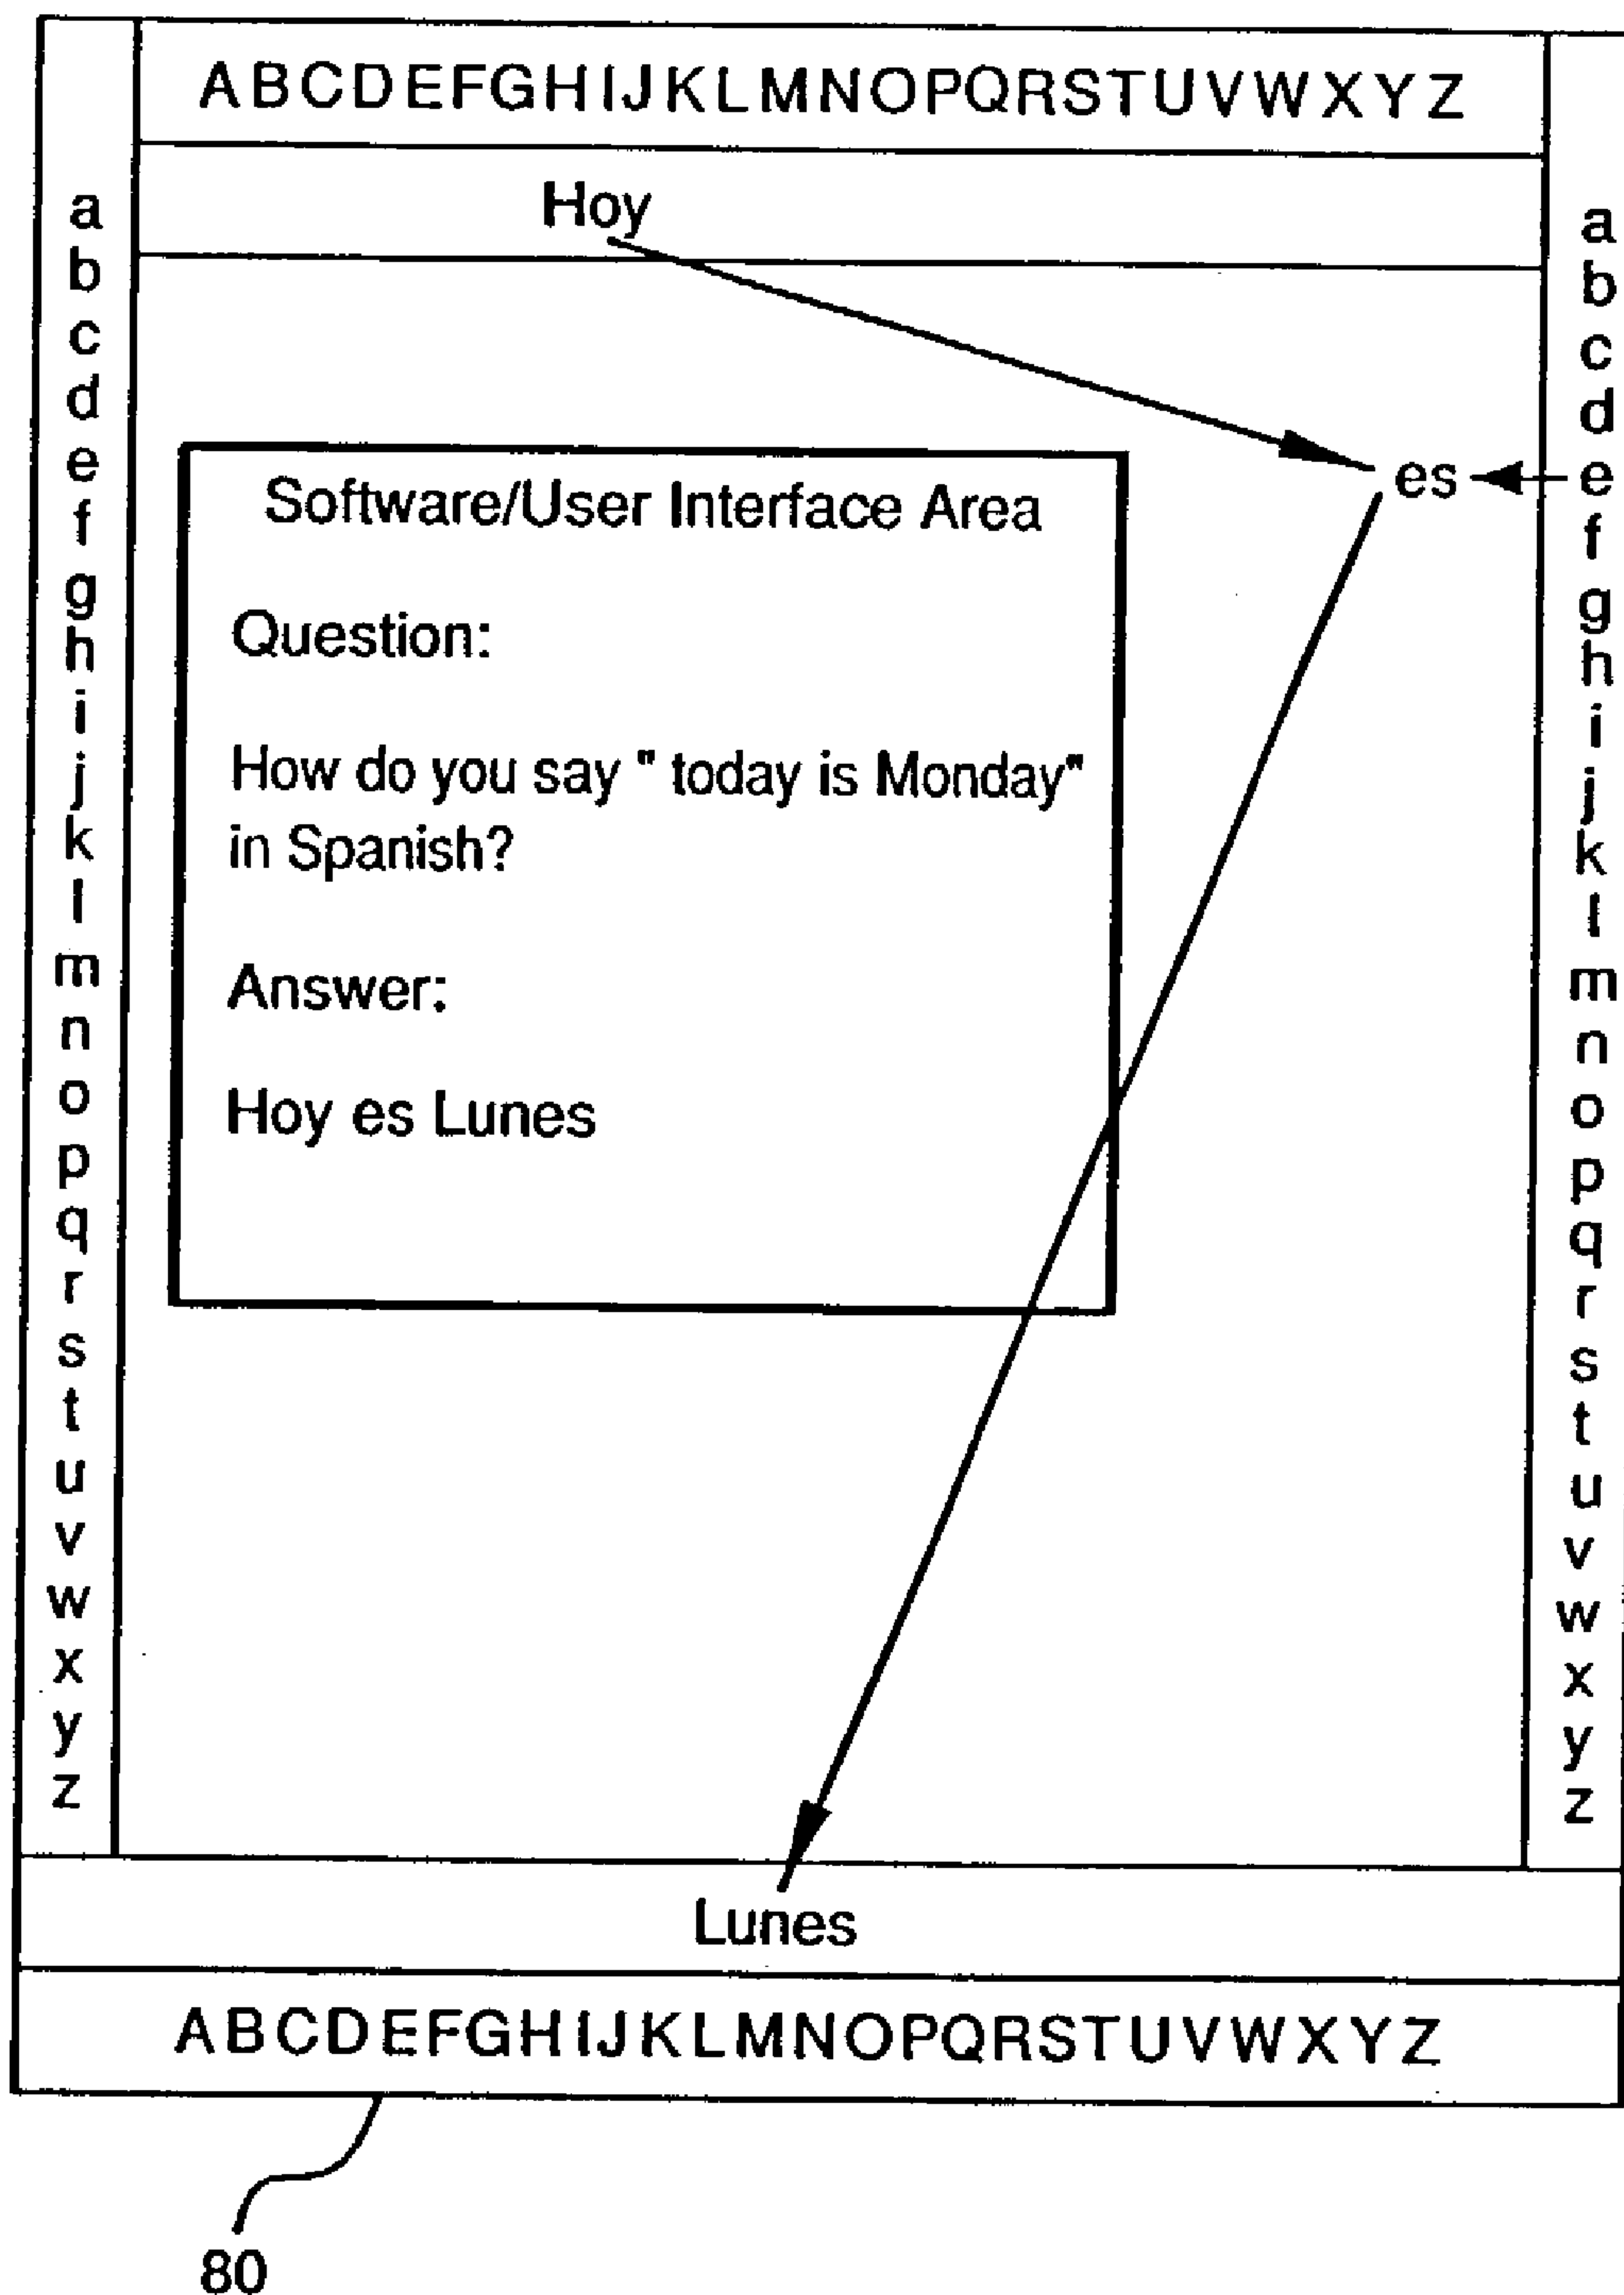 ABCDEFGHIJKLMNOPQRSTUVWXYZ
Hoy
a
b
c
d
e
f
g
h
i
j
k
l
m
n
o
p
q
r
s
t
u
v
w
x
y
z
Software/User Interface Area
Question:
How do you say " today is Monday"
in Spanish?
Answer:
Hoy es Lunes
es
a
b
c
d
e
f
g
h
i
j
k
l
m
n
o
p
q
r
s
t
u
v
w
x
y
z
Lunes
ABCDEFGHIJKLMNOPQRSTUVWXYZ
80